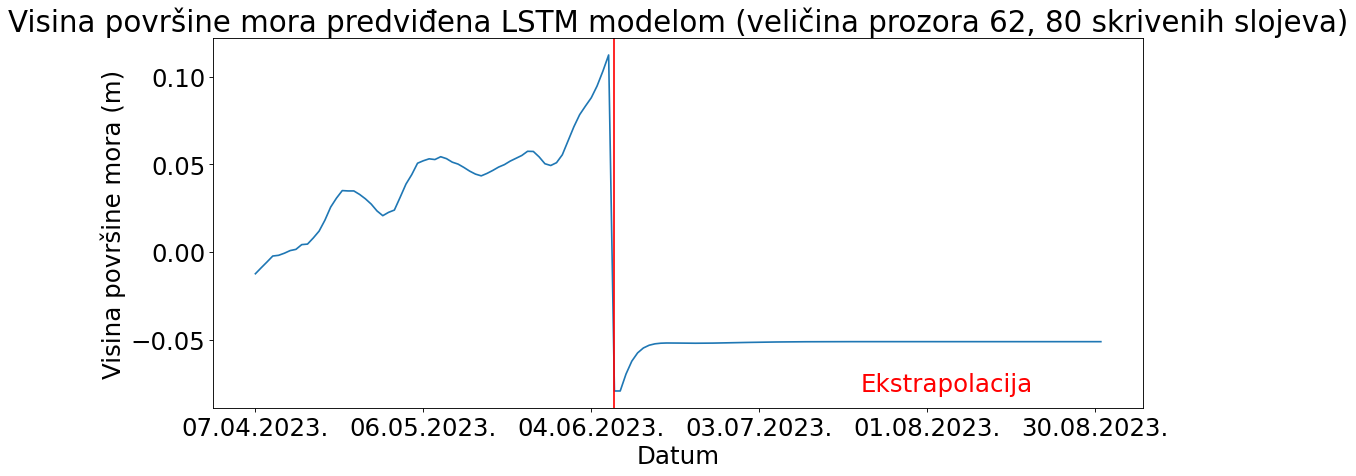 Visina površine mora predviđena LSTM modelom (veličina prozora 62, 80 skrivenih slojeva)
Visina površine mora (m)
0.10
0.05
0.00
−0.05
Ekstrapolacija
07.04.2023. 06.05.2023. 04.06.2023. 03.07.2023. 01.08.2023. 30.08.2023.
Datum